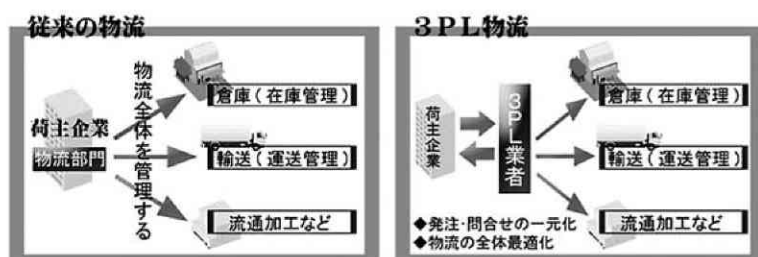 従来の物流
荷主企業
物流部門
物流全体を管理する
倉庫(在庫管理)
輸送(運送管理)
流通加工など
3PL物流
荷主企業
3PL業者
倉庫(在庫管理)
輸送(運送管理)
流通加工など
◆発注・問合せの一元化
◆物流の全体最適化